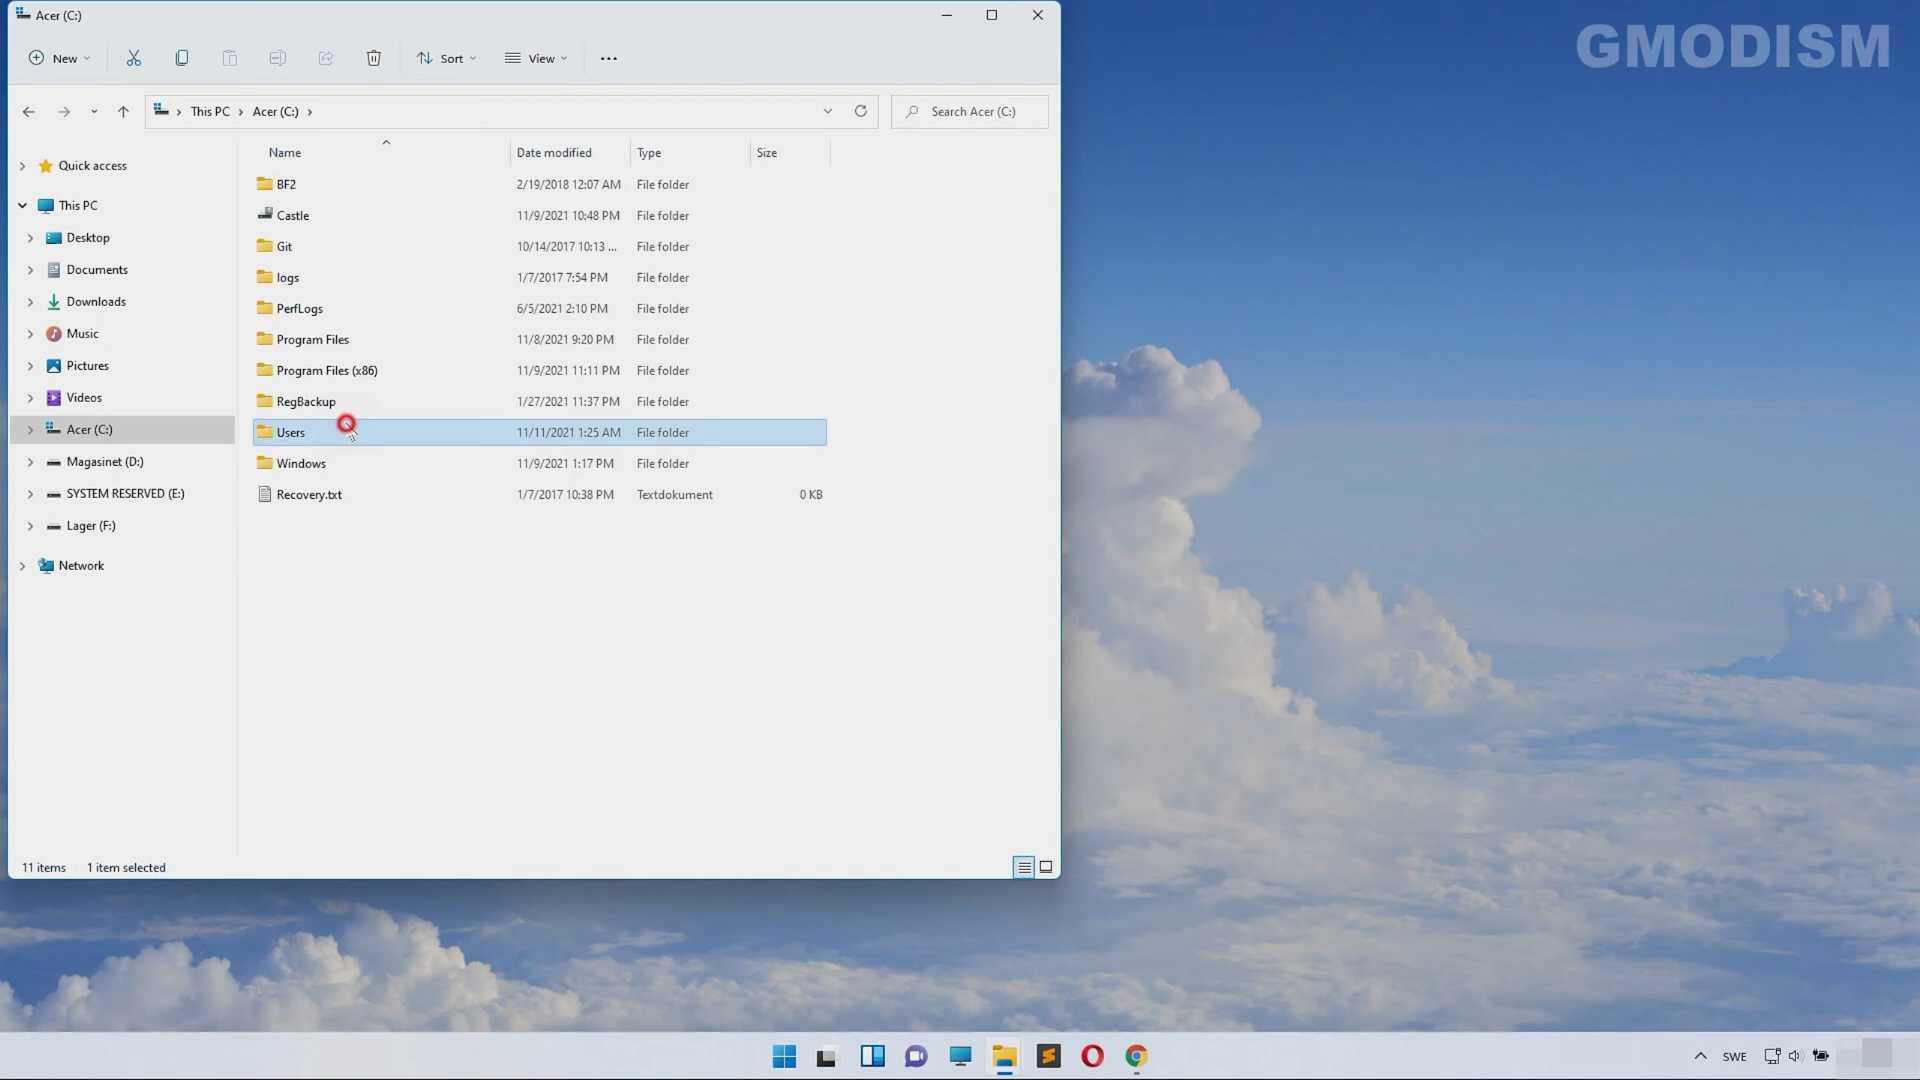 Acer (C:)
GMODISM
New
Sort
View
This PC
Acer (C:)
Search Acer (C:)
Name
Date modified
Type
Size
Quick access
This PC
Desktop
Documents
Downloads
Music
Pictures
Videos
Acer (C:)
Magasinet (D:)
SYSTEM RESERVED (E:)
Lager (F:)
Network
BF2 2/19/2018 12:07 AM File folder
Castle 11/9/2021 10:48 PM File folder
Git 10/14/2017 10:13 ... File folder
logs 1/7/2017 7:54 PM File folder
PerfLogs 6/5/2021 2:10 PM File folder
Program Files 11/8/2021 9:20 PM File folder
Program Files (x86) 11/9/2021 11:11 PM File folder
RegBackup 1/27/2021 11:37 PM File folder
Users 11/11/2021 1:25 AM File folder
Windows 11/9/2021 1:17 PM File folder
Recovery.txt 1/7/2017 10:38 PM Textdokument 0 KB
11 items 1 item selected
SWE